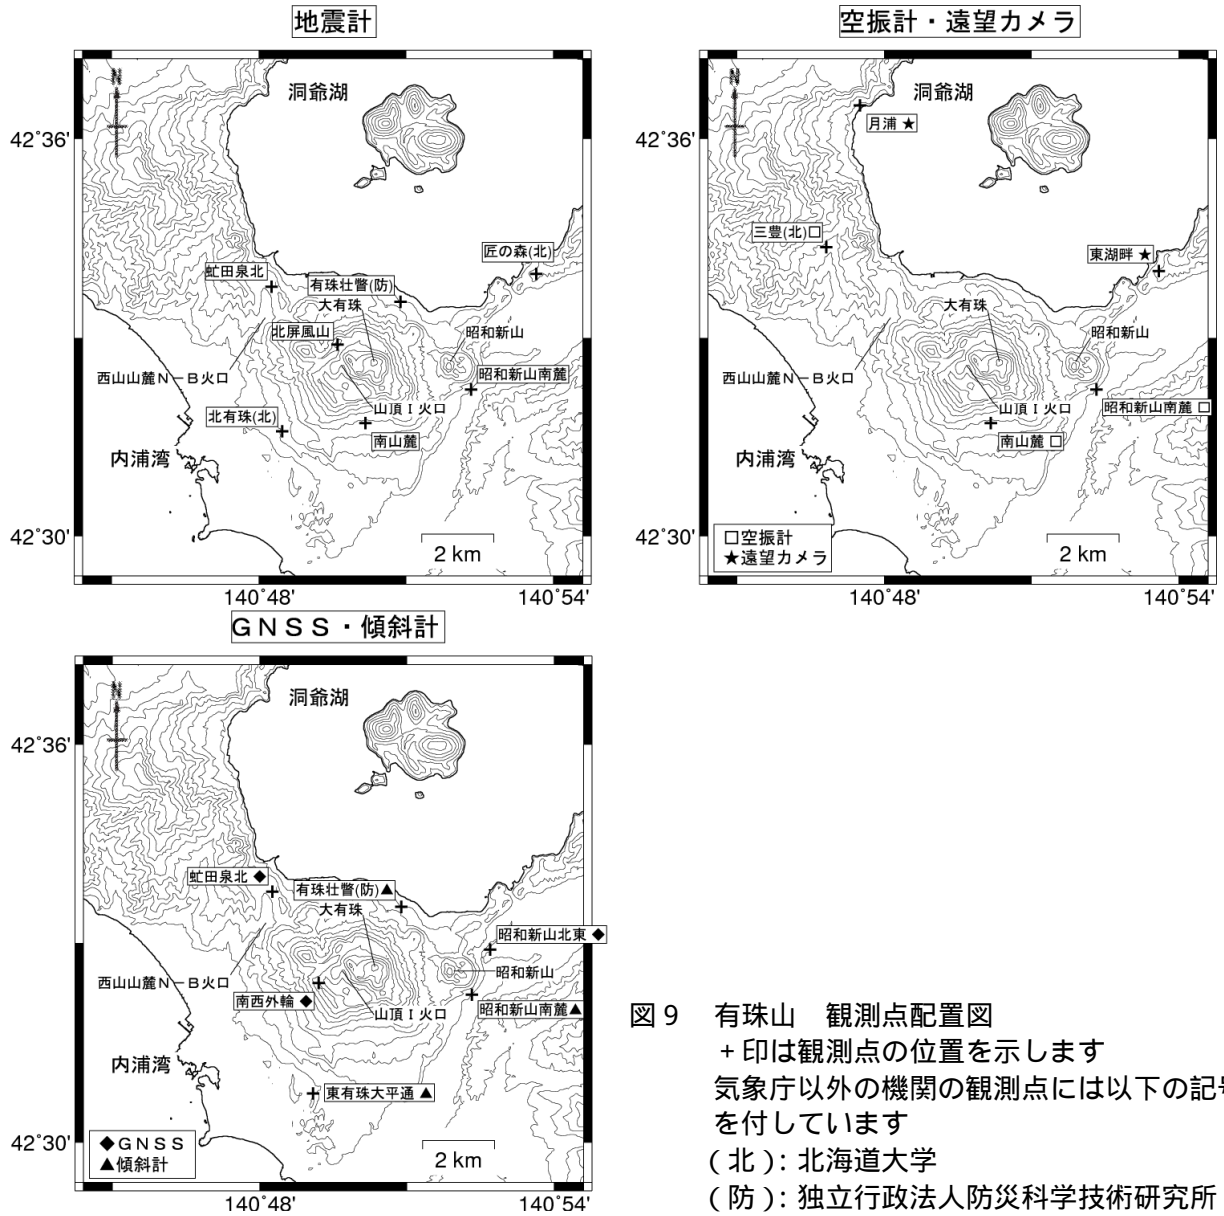 地震計
N
洞爺湖
42°36'
匠の森(北)
虻田泉北
有珠壮瞥(防)
大有珠
北屏風山
昭和新山
西山山麓N－B火口
昭和新山南麓
山頂I火口
北有珠(北)
南山麓
内浦湾
42°30'
2 km
140°48'
140°54'
空振計・遠望カメラ
N
洞爺湖
月浦 ★
42°36'
三豊(北)□
東湖畔 ★
大有珠
昭和新山
西山山麓N－B火口
山頂I火口
昭和新山南麓 □
南山麓 □
内浦湾
42°30'
□空振計
★遠望カメラ
2 km
140°48'
140°54'
GNSS・傾斜計
N
洞爺湖
42°36'
虻田泉北 ◆
有珠壮瞥(防)▲
大有珠
昭和新山北東 ◆
昭和新山
西山山麓N－B火口
南西外輪 ◆
山頂I火口
昭和新山南麓▲
内浦湾
東有珠大平通 ▲
42°30'
◆GNSS
▲傾斜計
2 km
140°48'
140°54'
図9 有珠山 観測点配置図
+印は観測点の位置を示します
気象庁以外の機関の観測点には以下の記号
を付しています
(北):北海道大学
(防):独立行政法人防災科学技術研究所